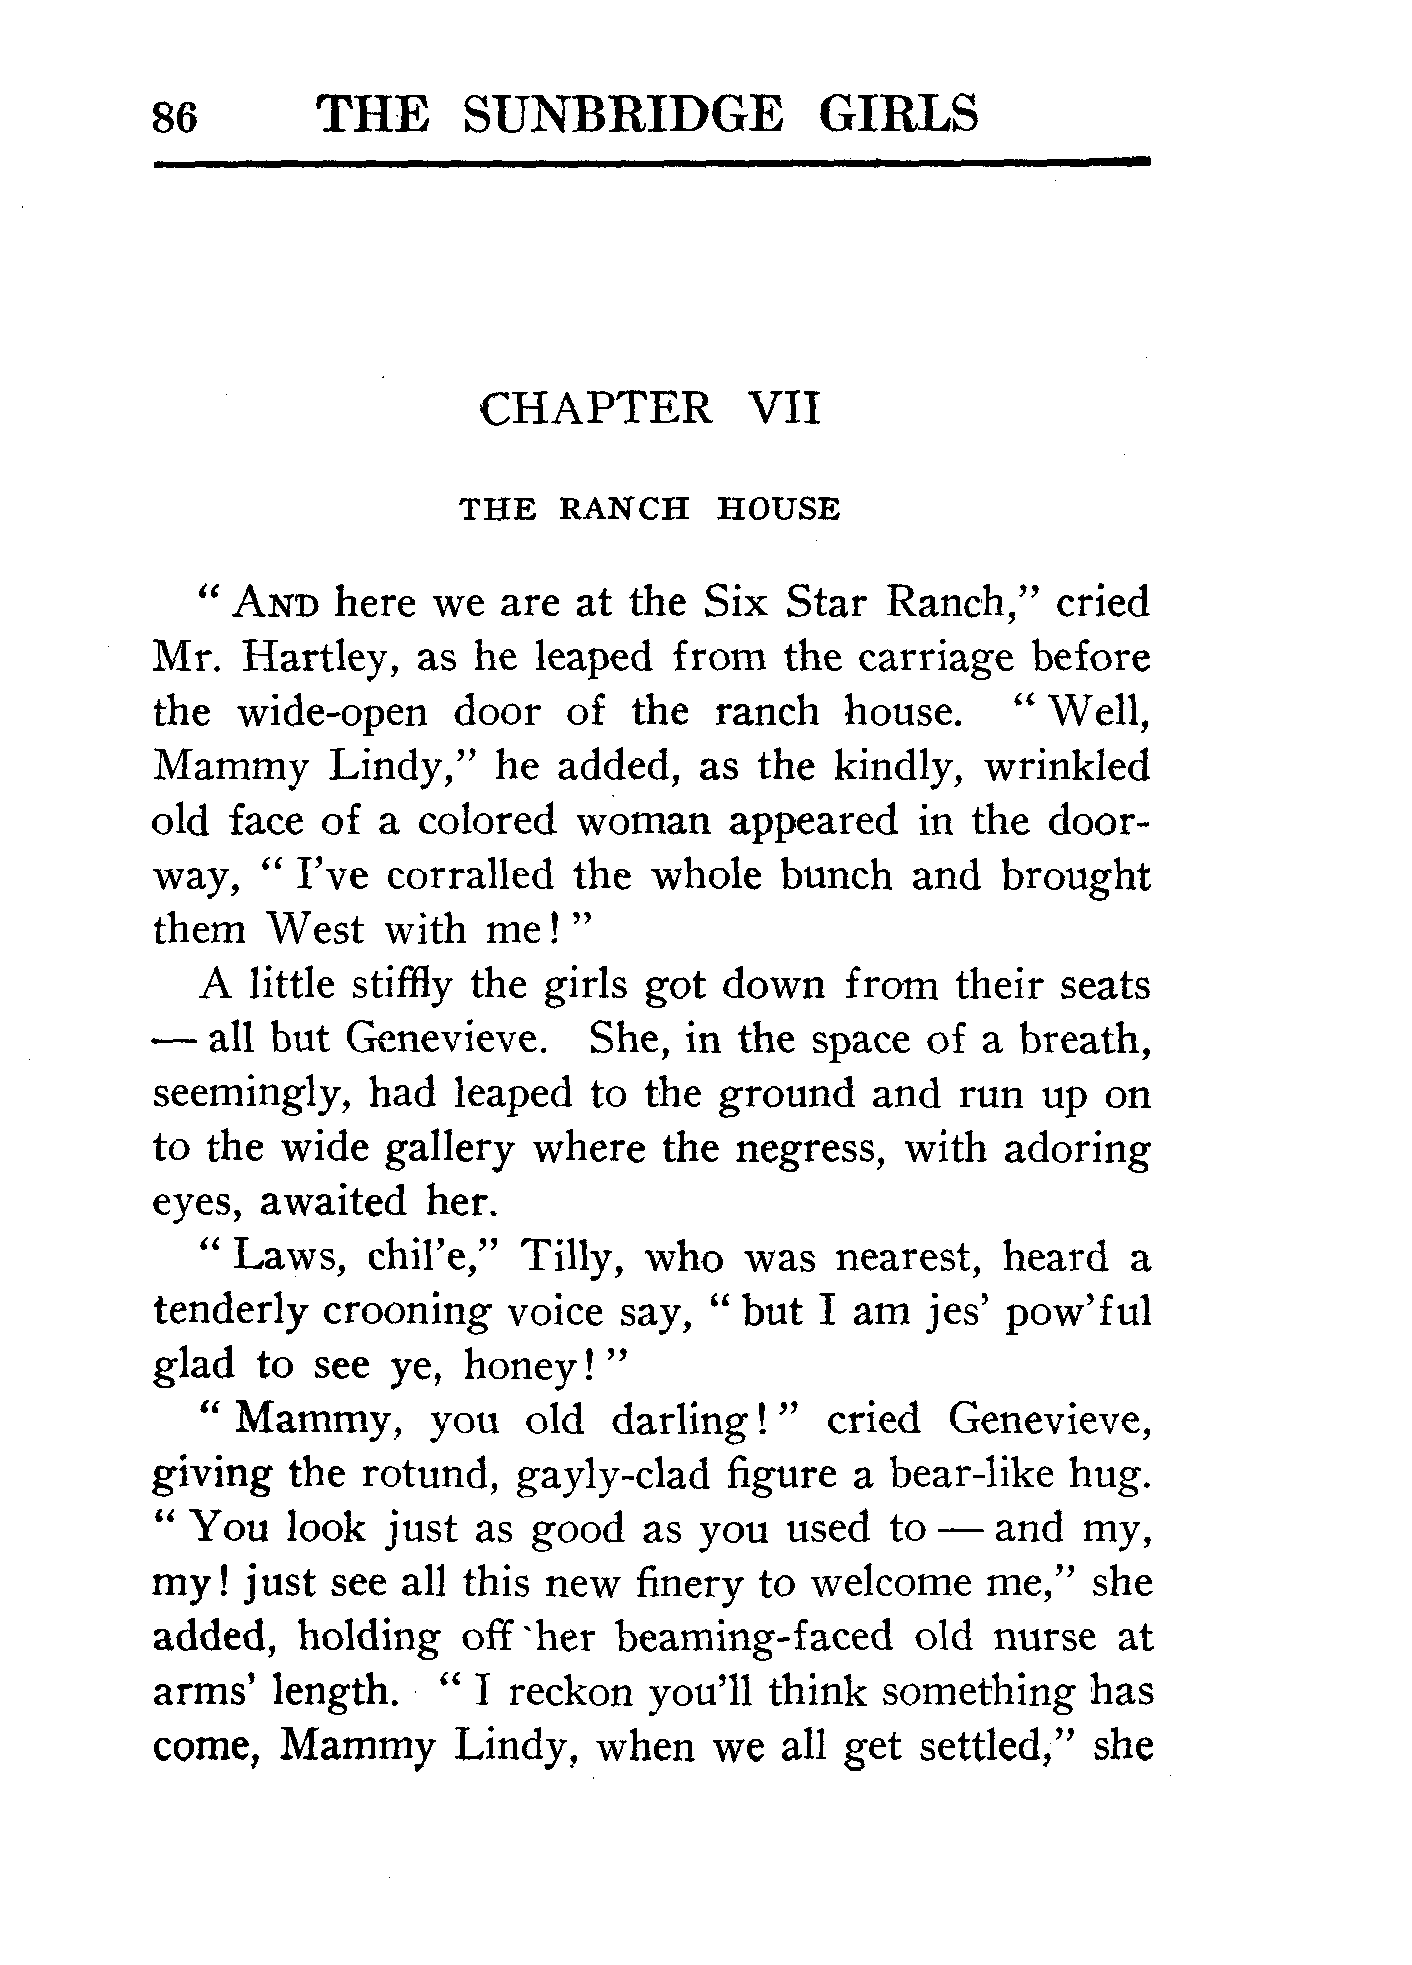 86 THE SUNBRIDGE GIRLS
CHAPTER VII
THE RANCH HOUSE
" AND here we are at the Six Star Ranch," cried
Mr. Hartley, as he leaped from the carriage before
the wide-open door of the ranch house. " Well,
Mammy Lindy," he added, as the kindly, wrinkled
old face of a colored woman appeared in the door-
way, " I've corralled the whole bunch and brought
them West with me! "
A little stiffly the girls got down from their seats
— all but Genevieve. She, in the space of a breath,
seemingly, had leaped to the ground and run up on
to the wide gallery where the negress, with adoring
eyes, awaited her.
" Laws, chil'e," Tilly, who was nearest, heard a
tenderly crooning voice say, " but I am jes' pow'ful
glad to see ye, honey! "
" Mammy, you old darling! " cried Genevieve,
giving the rotund, gayly-clad figure a bear-like hug.
" You look just as good as you used to — and my,
my! just see all this new finery to welcome me," she
added, holding off her beaming-faced old nurse at
arms' length. " I reckon you'll think something has
come, Mammy Lindy, when we all get settled," she